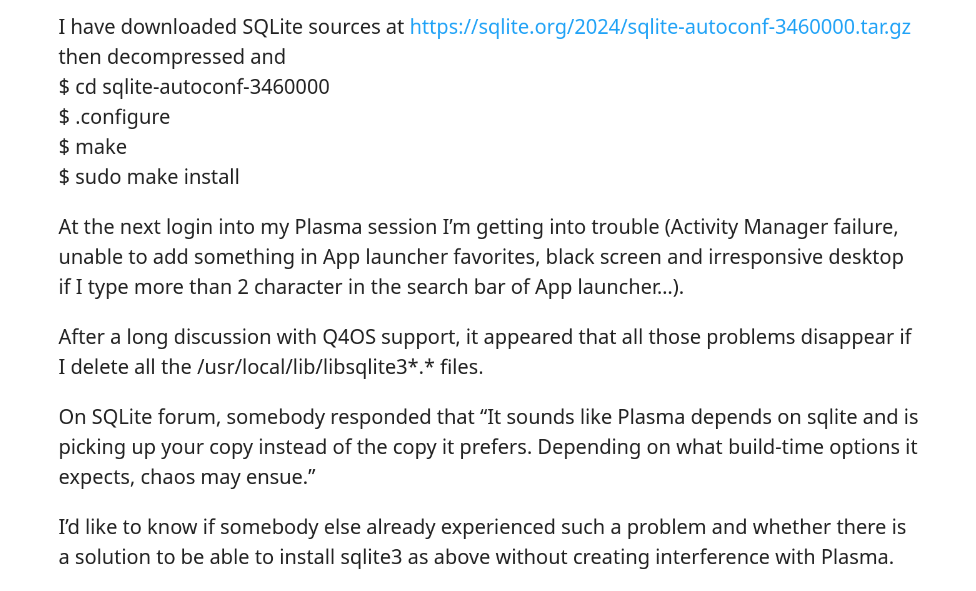 I have downloaded SQLite sources at https://sqlite.org/2024/sqlite-autoconf-3460000.tar.gz
then decompressed and
$ cd sqlite-autoconf-3460000
$ .configure
$ make
$ sudo make install
At the next login into my Plasma session I’m getting into trouble (Activity Manager failure,
unable to add something in App launcher favorites, black screen and irresponsive desktop
if I type more than 2 character in the search bar of App launcher…).
After a long discussion with Q4OS support, it appeared that all those problems disappear if
I delete all the /usr/local/lib/libsqlite3*.* files.
On SQLite forum, somebody responded that “It sounds like Plasma depends on sqlite and is
picking up your copy instead of the copy it prefers. Depending on what build-time options it
expects, chaos may ensue.”
I’d like to know if somebody else already experienced such a problem and whether there is
a solution to be able to install sqlite3 as above without creating interference with Plasma.